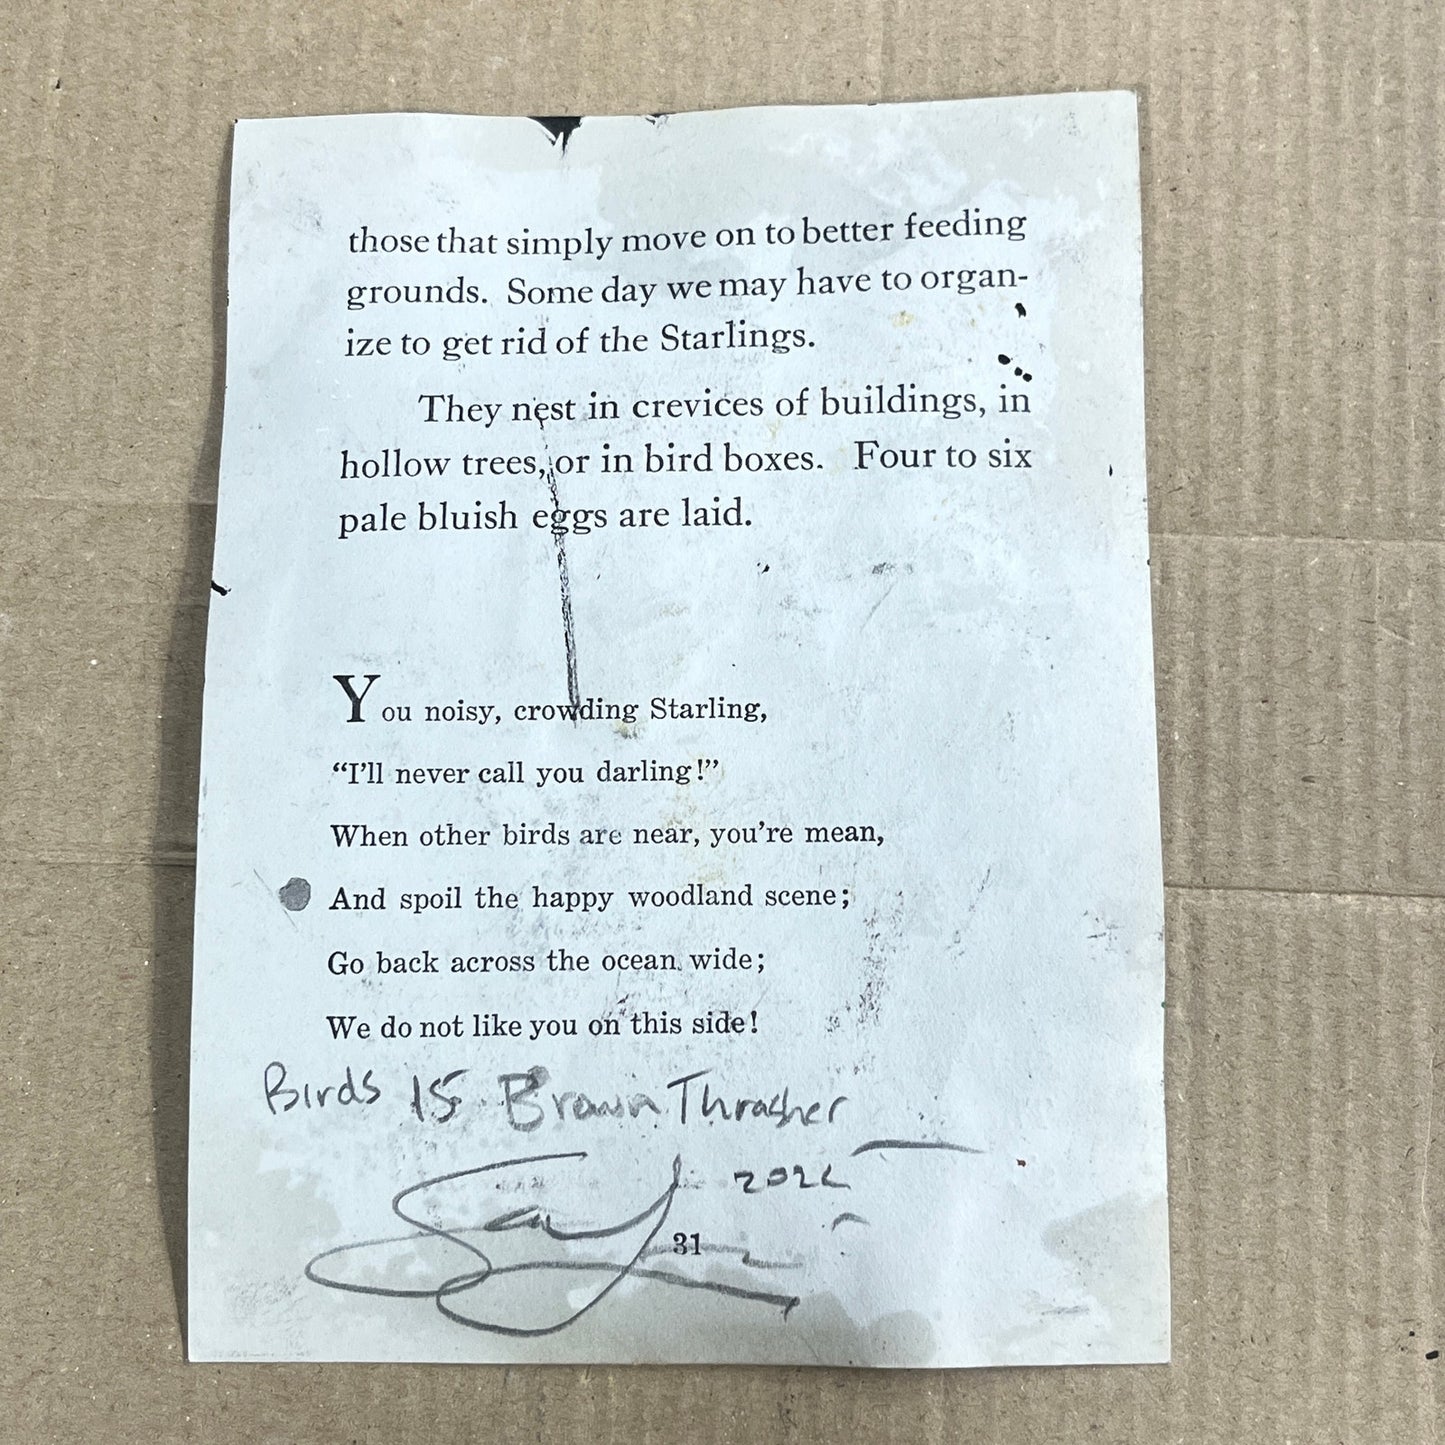 those that simply move on to better feeding
grounds. Some day we may have to organ-
ize to get rid of the Starlings.
They nest in crevices of buildings, in
hollow trees, or in bird boxes. Four to six
pale bluish eggs are laid.
You noisy, crowding Starling,
“I’ll never call you darling!”
When other birds are near, you’re mean,
And spoil the happy woodland scene;
Go back across the ocean wide;
We do not like you on this side!
Birds 15 Brown Thrasher
31